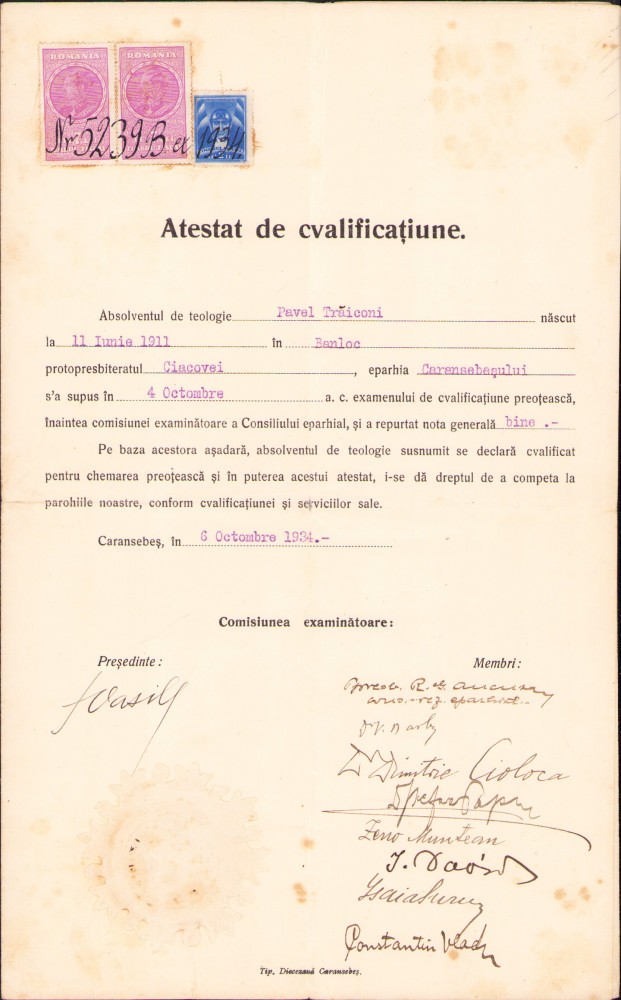 ROMANIA ROMANIA
Nr 5239 B ex 1934
Atestat de cvalificațiune.
Absolventul de teologie Pavel Trăiconi născut
la 11 Iunie 1911 în Banloc
protopresbiteratul Ciacovei , eparhia Caransebeșului
s'a supus în 4 Octombre a. c. examenului de cvalificațiune preoțească,
înaintea comisiunei examinătoare a Consiliului eparhial, și a repurtat nota generală bine .-
Pe baza acestora așadară, absolventul de teologie susnumit se declară cvalificat
pentru chemarea preoțească și în puterea acestui atestat, i-se dă dreptul de a competa la
parohiile noastre, conform cvalificațiunei și serviciilor sale.
Caransebeș, în 6 Octombre 1934.-
Comisiunea examinătoare:
Președinte:
Membri:
Vasile
Dr Dimitrie Cioloca
Zeno Muntean
Constantin Vladu
Tip. Diecezană Caransebeș.